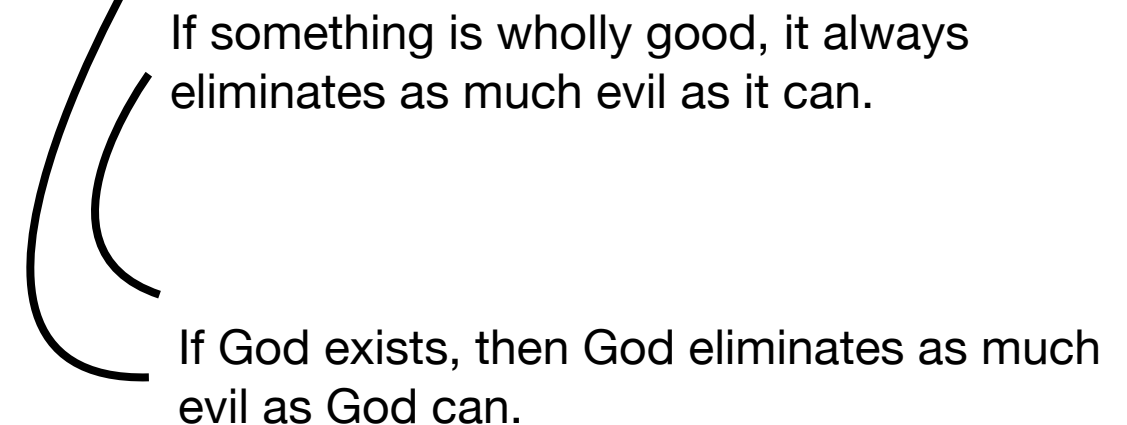 If something is wholly good, it always
eliminates as much evil as it can.
If God exists, then God eliminates as much
evil as God can.